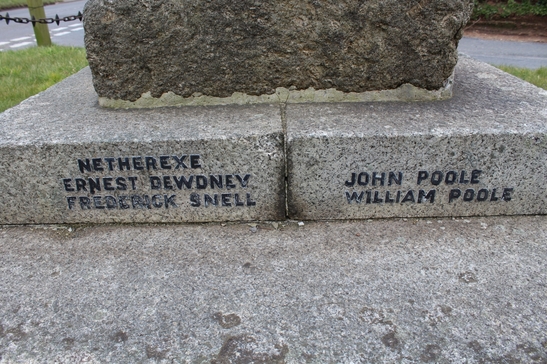 NETHEREXE
ERNEST DEWDNEY
FREDERICK SNELL
JOHN POOLE
WILLIAM POOLE